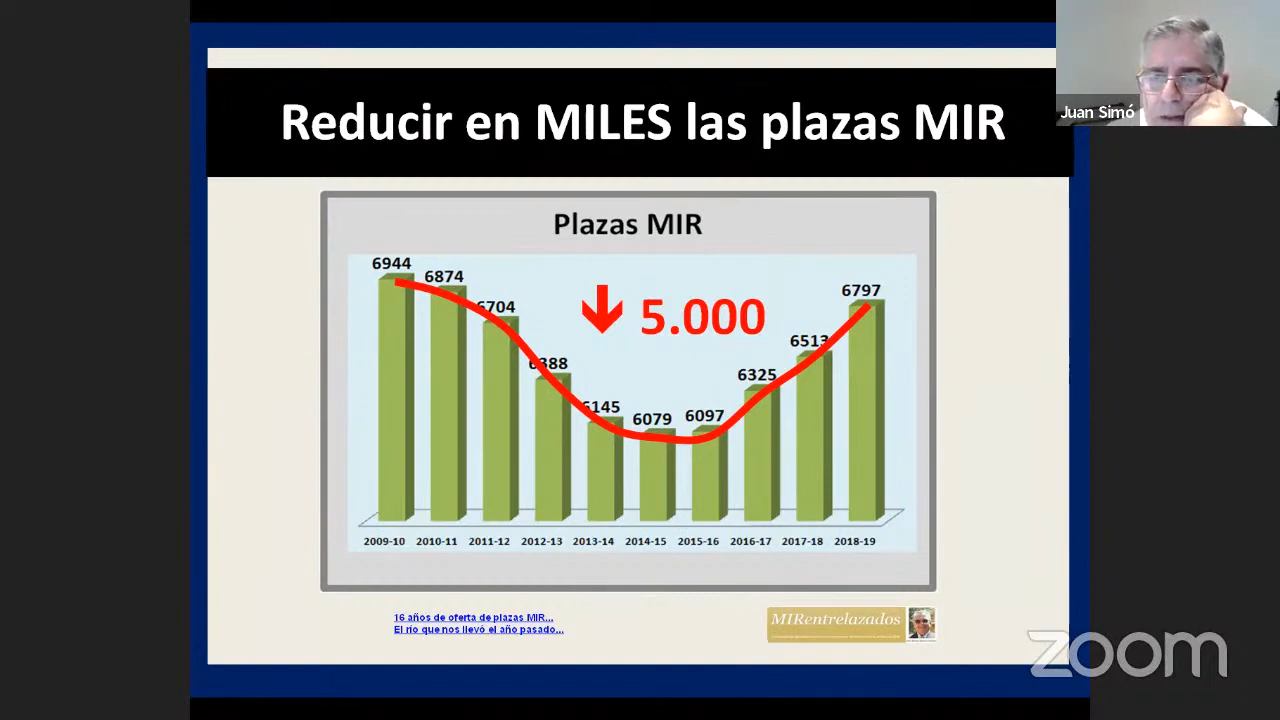 Reducir en MILES las plazas MIR
Juan Simó
Plazas MIR
6944
6874
6704
6388
6145
6079
6097
6325
6513
6797
5.000
2009-10 2010-11 2011-12 2012-13 2013-14 2014-15 2015-16 2016-17 2017-18 2018-19
16 años de oferta de plazas MIR...
El río que nos llevó el año pasado...
MIRentrelazados
zoom